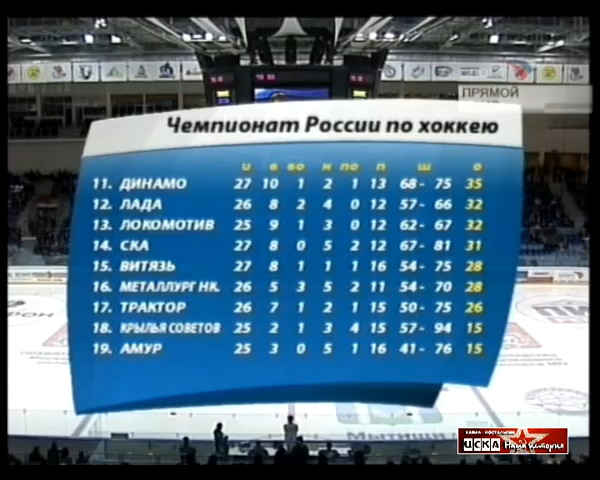 ПРЯМОЙ
Чемпионат России по хоккею
и в во н по п ш о
11. ДИНАМО 27 10 1 2 1 13 68- 75 35
12. ЛАДА 26 8 2 4 0 12 57- 66 32
13. ЛОКОМОТИВ 25 9 1 3 0 12 62- 67 32
14. СКА 27 8 0 5 2 12 67- 81 31
15. ВИТЯЗЬ 27 8 1 1 1 16 54- 75 28
16. МЕТАЛЛУРГ НК. 26 5 3 5 2 11 54- 70 28
17. ТРАКТОР 26 7 1 2 1 15 50- 75 26
18. КРЫЛЬЯ СОВЕТОВ 25 2 1 3 4 15 57- 94 15
19. АМУР 25 3 0 5 1 16 41- 76 15
Мытищи
ЦСКА Наша история